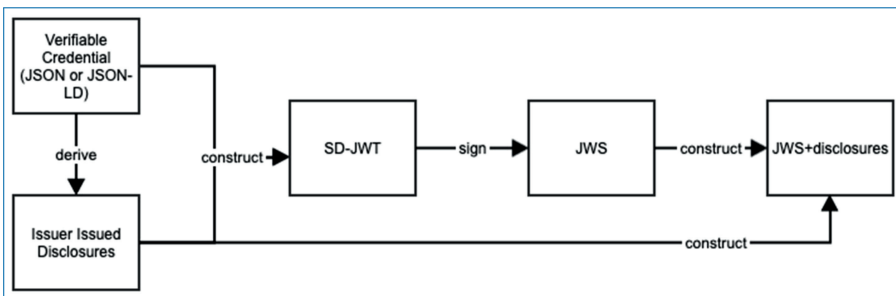 Verifiable
Credential
(JSON or JSON-
LD)
derive
Issuer Issued
Disclosures
construct
SD-JWT
sign
JWS
construct
JWS+disclosures
construct